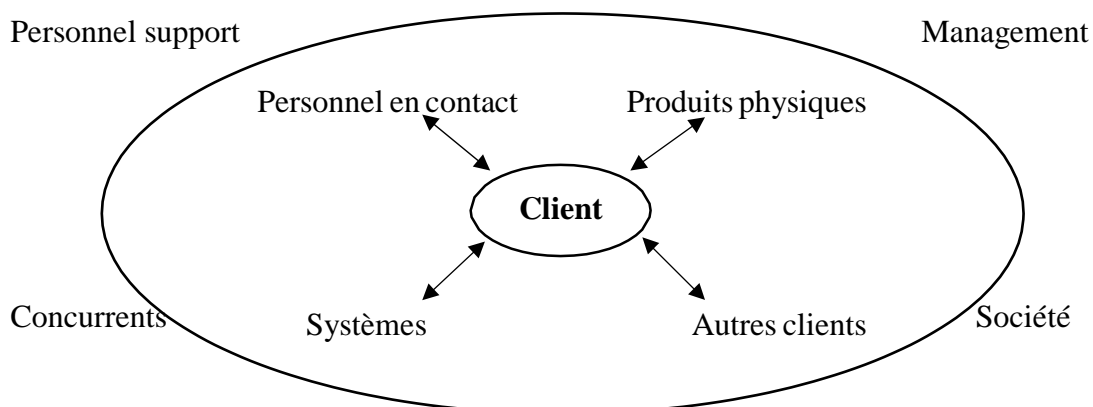 Personnel support
Management
Personnel en contact
Produits physiques
Client
Concurrents
Systèmes
Autres clients
Société